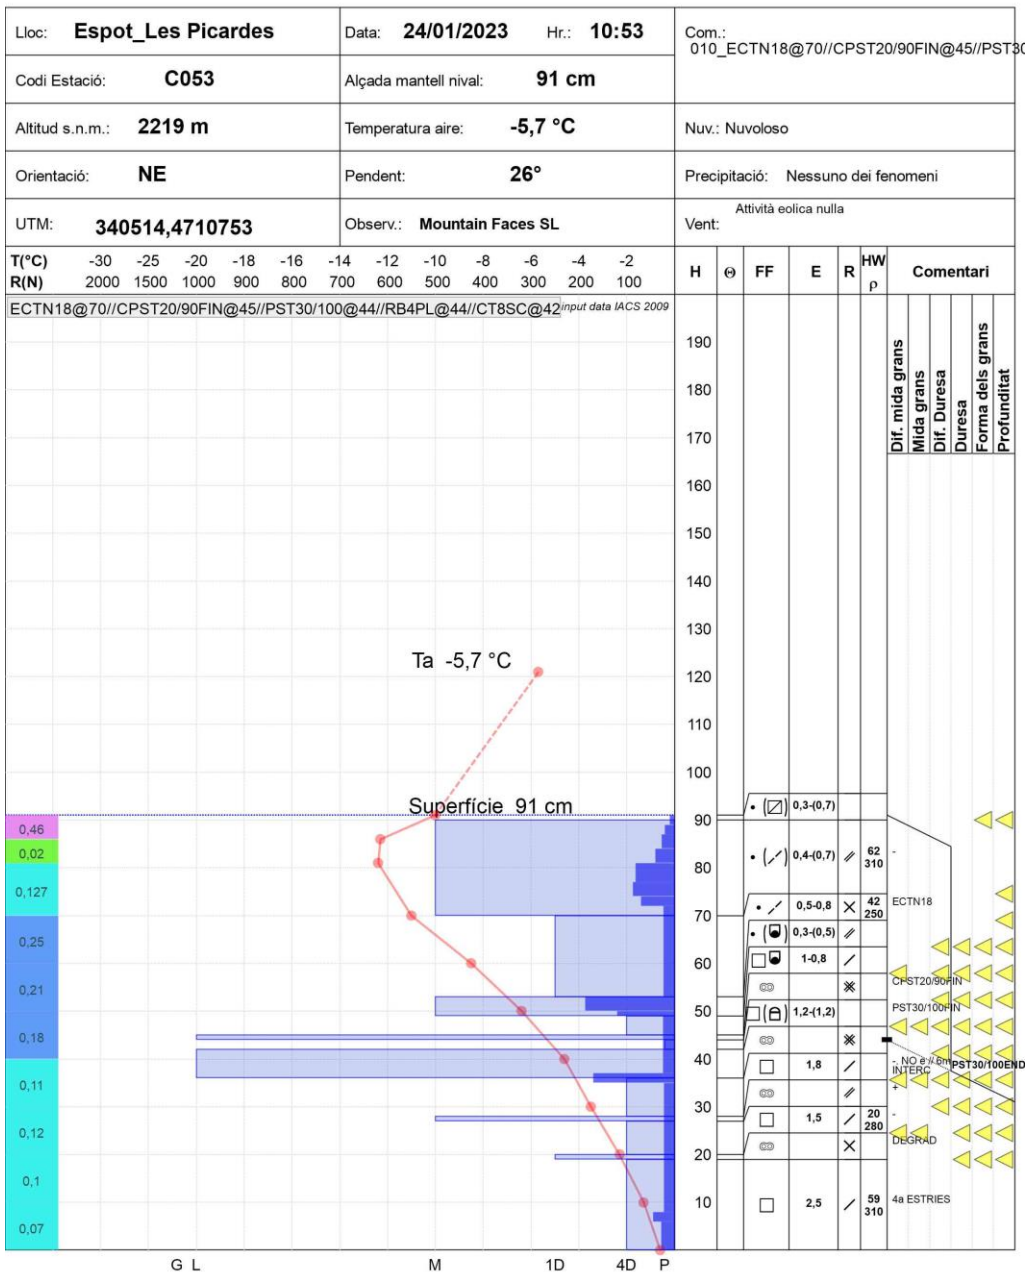 Lloc: Espot_Les Picardes Data: 24/01/2023 Hr.: 10:53 Com.:
010_ECTN18@70//CPST20/90FIN@45//PST30
Codi Estació: C053 Alçada mantell nival: 91 cm
Altitud s.n.m.: 2219 m Temperatura aire: -5,7 °C Nuv.: Nuvoloso
Orientació: NE Pendent: 26° Precipitació: Nessuno dei fenomeni
UTM: 340514,4710753 Observ.: Mountain Faces SL Vent: Attività eolica nulla
T(°C) -30 -25 -20 -18 -16 -14 -12 -10 -8 -6 -4 -2
R(N) 2000 1500 1000 900 800 700 600 500 400 300 200 100
H Θ FF E R HW ρ Comentari
ECTN18@70//CPST20/90FIN@45//PST30/100@44//RB4PL@44//CT8SC@42 input data IACS 2009
Dif. mida grans
Mida grans
Dif. Duresa
Duresa
Forma dels grans
Profunditat
190
180
170
160
150
140
130
Ta -5,7 °C
120
110
100
Superfície 91 cm
0,3-(0,7)
90
0,46
0,02
0,4-(0,7) 62 310 -
80
0,127
0,5-0,8 42 250 ECTN18
70
0,3-(0,5)
0,25
60
1-0,8
CPST20/90FIN
0,21
50
1,2-(1,2) PST30/100FIN
0,18
40
1,8 - NO e // 6m PST30/100END
INTERC
0,11
+
30
1,5 20 280 -
0,12
DEGRAD
20
0,1
10
2,5 59 310 4a ESTRIES
0,07
G L M 1D 4D P